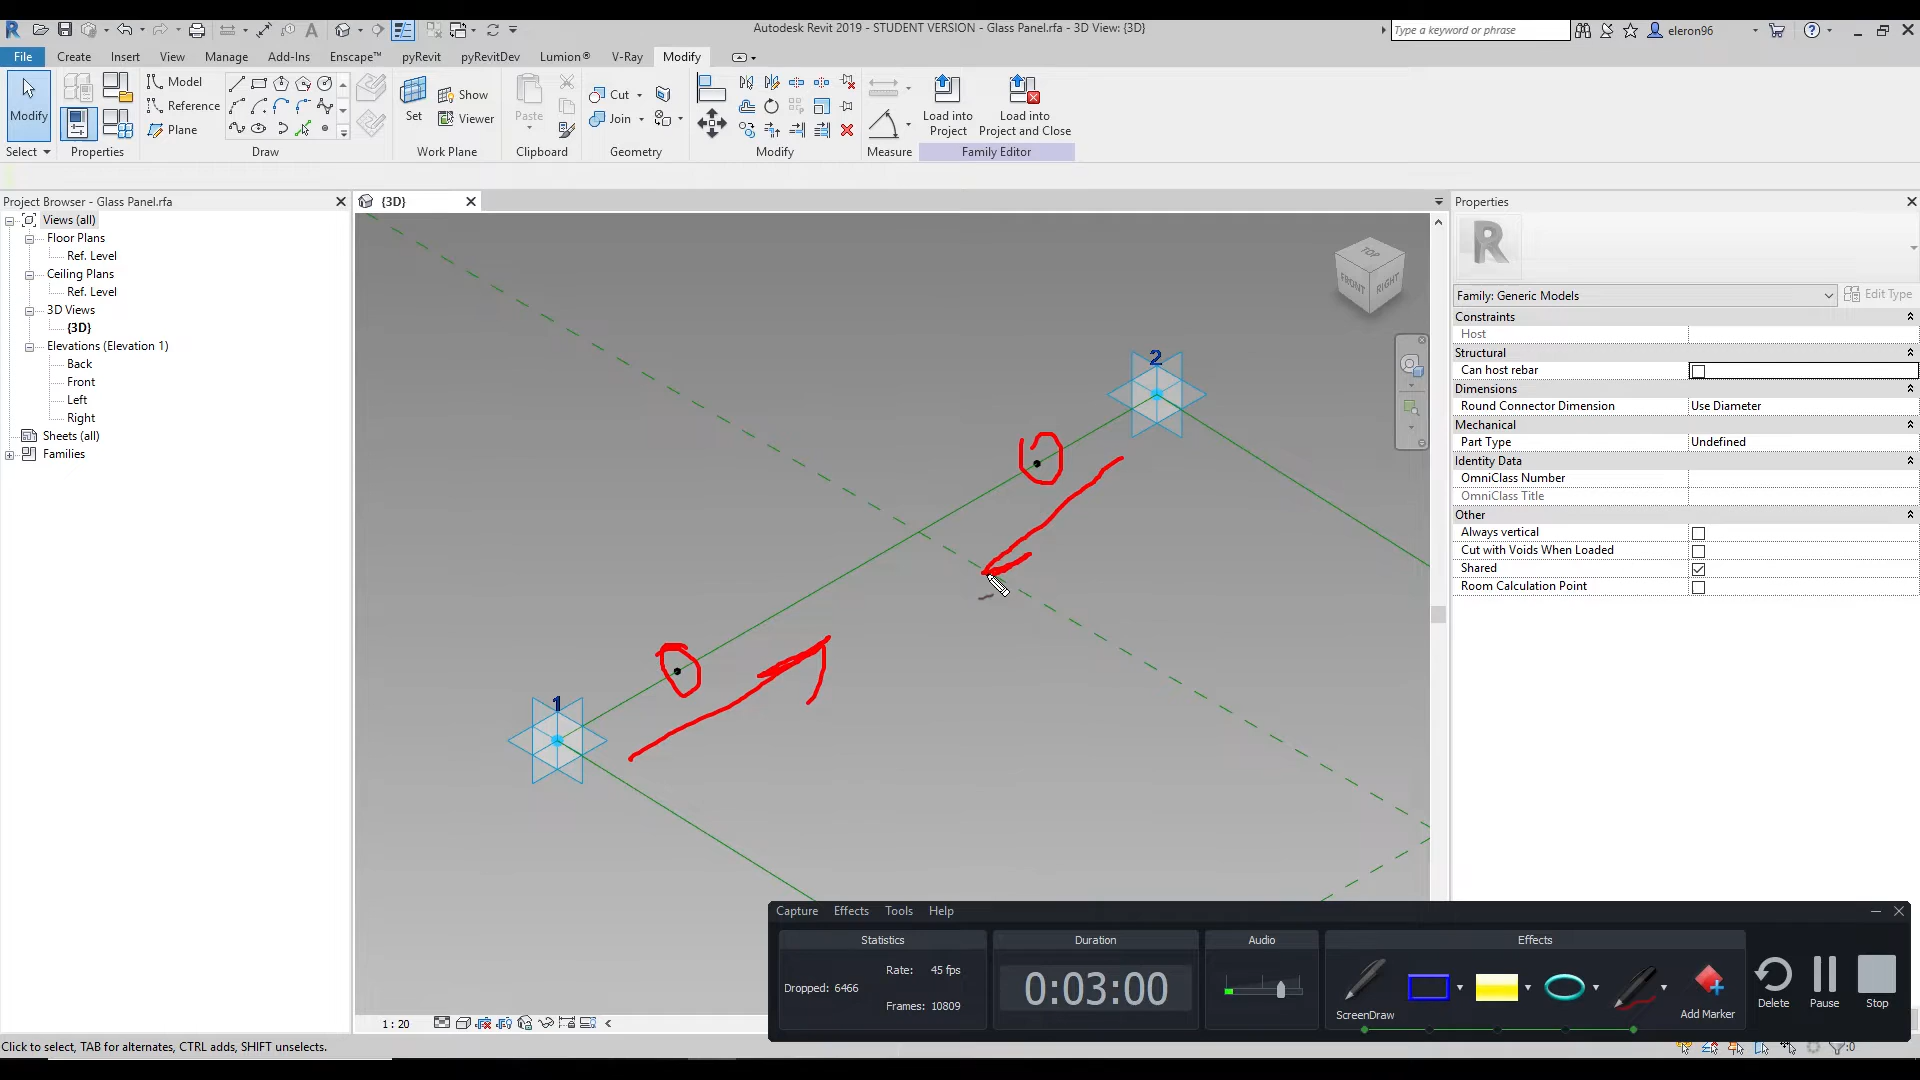 Autodesk Revit 2019 - STUDENT VERSION - Glass Panel.rfa - 3D View: {3D}
Type a keyword or phrase
eleron96
File Create Insert View Manage Add-Ins Enscape™ pyRevit pyRevitDev Lumion® V-Ray Modify
Modify
Model
Reference
Plane
Set
Show
Viewer
Paste
Cut
Join
Load into
Project
Load into
Project and Close
Select Properties Draw Work Plane Clipboard Geometry Modify Measure Family Editor
Project Browser - Glass Panel.rfa
{3D}
Properties
Views (all)
Floor Plans
Ref. Level
Ceiling Plans
Ref. Level
3D Views
{3D}
Elevations (Elevation 1)
Back
Front
Left
Right
Sheets (all)
Families
TOP
FRONT
RIGHT
2
1
R
Family: Generic Models
Edit Type
Constraints
Host
Structural
Can host rebar
Dimensions
Round Connector Dimension Use Diameter
Mechanical
Part Type Undefined
Identity Data
OmniClass Number
OmniClass Title
Other
Always vertical
Cut with Voids When Loaded
Shared
Room Calculation Point
Capture Effects Tools Help
Statistics
Dropped: 6466
Rate: 45 fps
Frames: 10809
Duration
0:03:00
Audio
Effects
ScreenDraw
Add Marker
Delete
Pause
Stop
1 : 20
Click to select, TAB for alternates, CTRL adds, SHIFT unselects.
:0